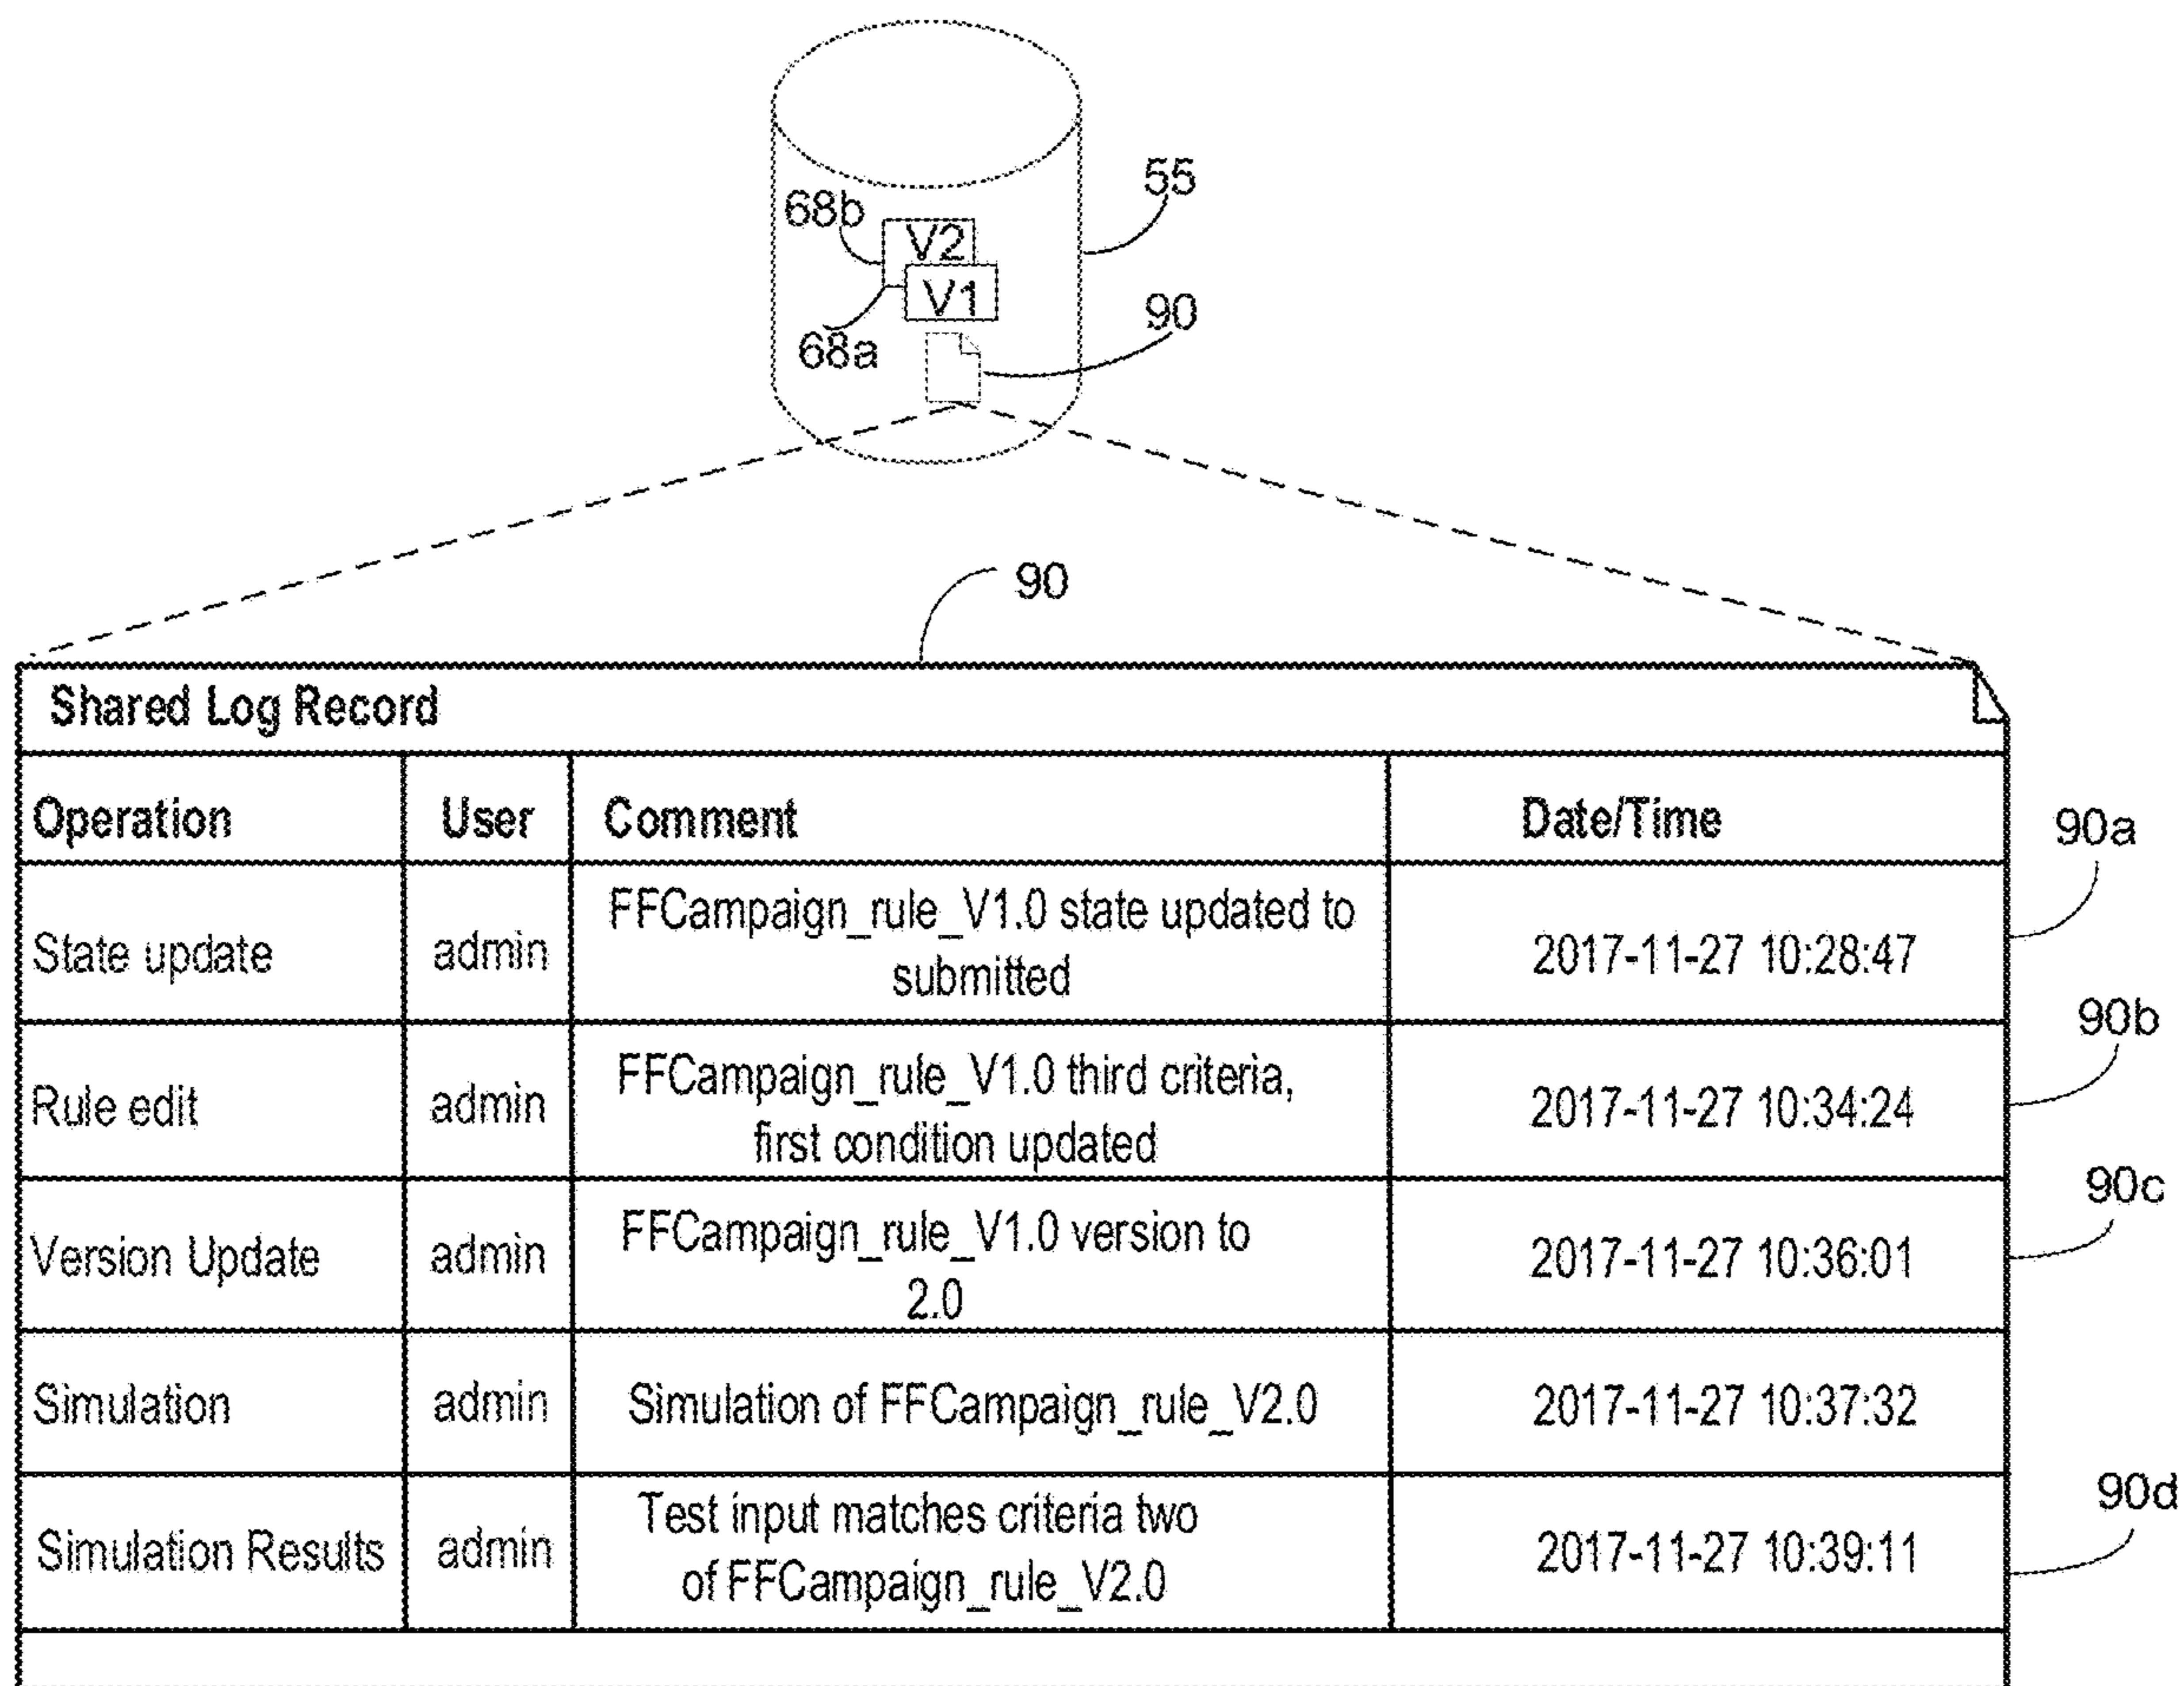 55
68b
V2
V1
90
68a
90
Shared Log Record
Operation User Comment Date/Time
90a
State update admin FFCampaign_rule_V1.0 state updated to
submitted 2017-11-27 10:28:47
90b
Rule edit admin FFCampaign_rule_V1.0 third criteria,
first condition updated 2017-11-27 10:34:24
90c
Version Update admin FFCampaign_rule_V1.0 version to
2.0 2017-11-27 10:36:01
Simulation admin Simulation of FFCampaign_rule_V2.0 2017-11-27 10:37:32
90d
Simulation Results admin Test input matches criteria two
of FFCampaign_rule_V2.0 2017-11-27 10:39:11